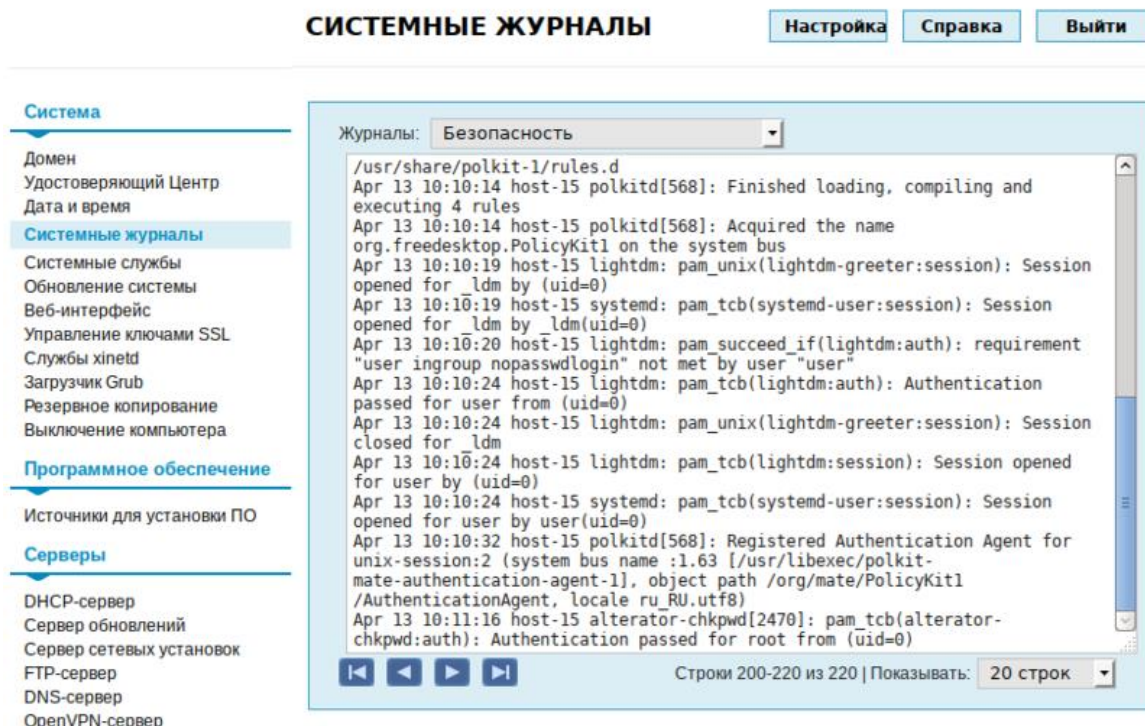 СИСТЕМНЫЕ ЖУРНАЛЫ
Настройка
Справка
Выйти
Система
Домен
Удостоверяющий Центр
Дата и время
Системные журналы
Системные службы
Обновление системы
Веб-интерфейс
Управление ключами SSL
Службы xinetd
Загрузчик Grub
Резервное копирование
Выключение компьютера
Программное обеспечение
Источники для установки ПО
Серверы
DHCP-сервер
Сервер обновлений
Сервер сетевых установок
FTP-сервер
DNS-сервер
OpenVPN-сервер
Журналы: Безопасность
/usr/share/polkit-1/rules.d
Apr 13 10:10:14 host-15 polkitd[568]: Finished loading, compiling and
executing 4 rules
Apr 13 10:10:14 host-15 polkitd[568]: Acquired the name
org.freedesktop.PolicyKit1 on the system bus
Apr 13 10:10:19 host-15 lightdm: pam_unix(lightdm-greeter:session): Session
opened for _ldm by (uid=0)
Apr 13 10:10:19 host-15 systemd: pam_tcb(systemd-user:session): Session
opened for _ldm by _ldm(uid=0)
Apr 13 10:10:20 host-15 lightdm: pam_succeed_if(lightdm:auth): requirement
"user ingroup nopasswdlogin" not met by user "user"
Apr 13 10:10:24 host-15 lightdm: pam_tcb(lightdm:auth): Authentication
passed for user from (uid=0)
Apr 13 10:10:24 host-15 lightdm: pam_unix(lightdm-greeter:session): Session
closed for _ldm
Apr 13 10:10:24 host-15 lightdm: pam_tcb(lightdm:session): Session opened
for user by (uid=0)
Apr 13 10:10:24 host-15 systemd: pam_tcb(systemd-user:session): Session
opened for user by user(uid=0)
Apr 13 10:10:32 host-15 polkitd[568]: Registered Authentication Agent for
unix-session:2 (system bus name :1.63 [/usr/libexec/polkit-
mate-authentication-agent-1], object path /org/mate/PolicyKit1
/AuthenticationAgent, locale ru_RU.utf8)
Apr 13 10:11:16 host-15 alterator-chkpwd[2470]: pam_tcb(alterator-
chkpwd:auth): Authentication passed for root from (uid=0)
Строки 200-220 из 220 | Показывать: 20 строк